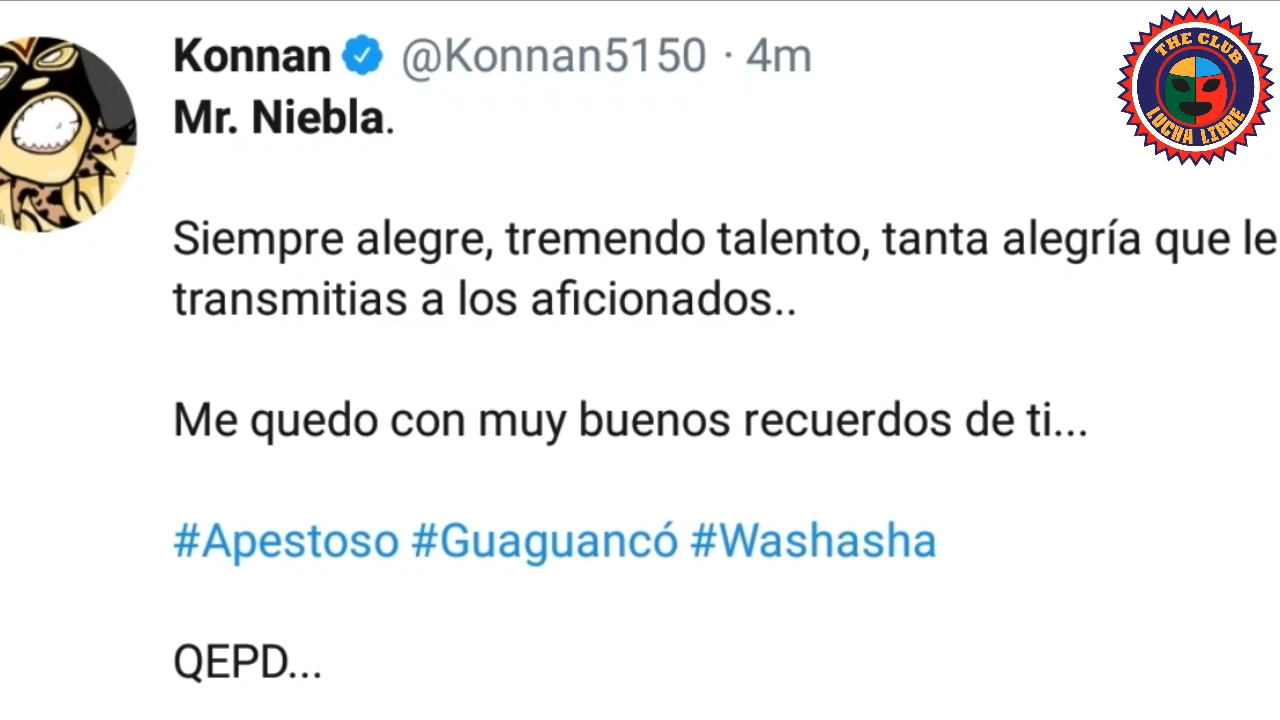 Konnan @Konnan5150 · 4m
Mr. Niebla.
THE CLUB
LUCHA LIBRE
Siempre alegre, tremendo talento, tanta alegría que le
transmitias a los aficionados..
Me quedo con muy buenos recuerdos de ti...
#Apestoso #Guaguancó #Washasha
QEPD...